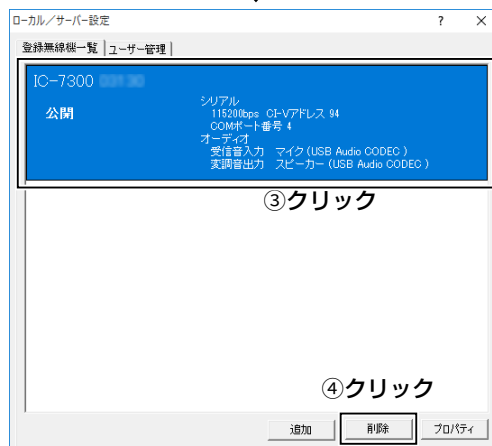 ローカル／サーバー設定 ? ×
登録無線機一覧 ユーザー管理
IC-7300
公開
シリアル
115200bps CI-Vアドレス 94
COMポート番号 4
オーディオ
受信音入力 マイク (USB Audio CODEC )
変調音出力 スピーカー (USB Audio CODEC )
③クリック
④クリック
追加 削除 プロパティ